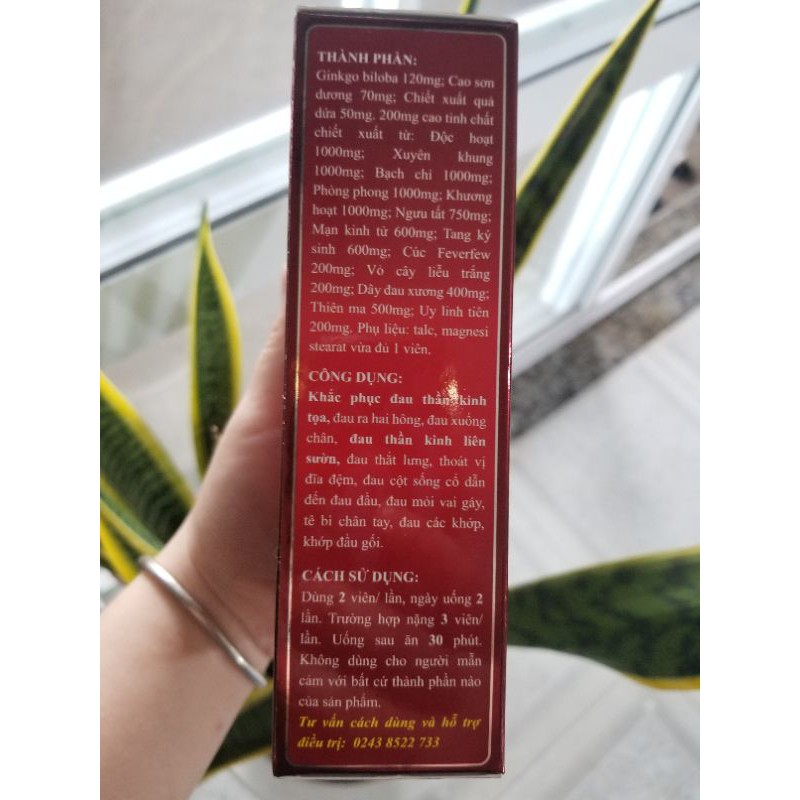 THÀNH PHẦN:
Ginkgo biloba 120mg; Cao sơn
dương 70mg; Chiết xuất quả
dứa 50mg. 200mg cao tinh chất
chiết xuất từ: Độc hoạt
1000mg; Xuyên khung
1000mg; Bạch chỉ 1000mg;
Phòng phong 1000mg; Khương
hoạt 1000mg; Ngưu tất 750mg;
Mạn kinh tử 600mg; Tang ký
sinh 600mg; Cúc Feverfew
200mg; Vỏ cây liễu trắng
200mg; Dây đau xương 400mg;
Thiên ma 500mg; Uy linh tiên
200mg. Phụ liệu: talc, magnesi
stearat vừa đủ 1 viên.
CÔNG DỤNG:
Khắc phục đau thần kinh
tọa, đau ra hai hông, đau xuống
chân, đau thần kinh liên
sườn, đau thắt lưng, thoát vị
đĩa đệm, đau cột sống cổ dẫn
đến đau đầu, đau mỏi vai gáy,
tê bì chân tay, đau các khớp,
khớp đầu gối.
CÁCH SỬ DỤNG:
Dùng 2 viên/ lần, ngày uống 2
lần. Trường hợp nặng 3 viên/
lần. Uống sau ăn 30 phút.
Không dùng cho người mẫn
cảm với bất cứ thành phần nào
của sản phẩm.
Tư vấn cách dùng và hỗ trợ
điều trị: 0243 8522 733